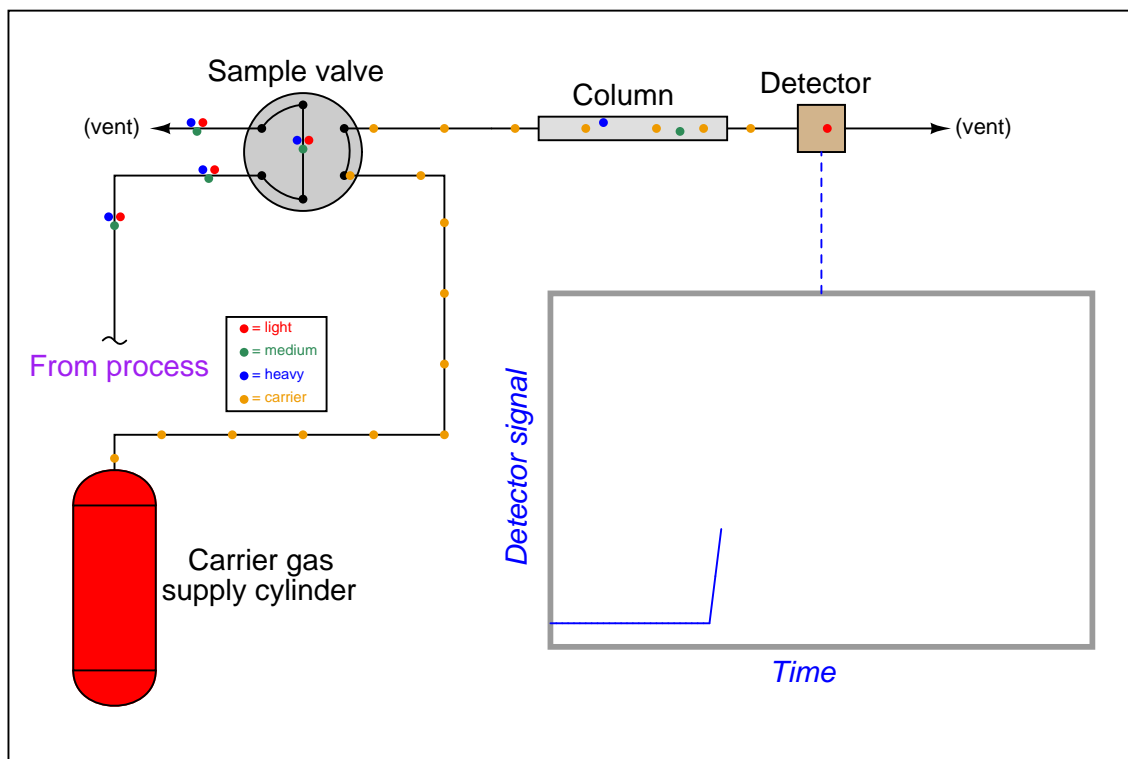 Sample valve
Column
Detector
(vent)
(vent)
= light
= medium
= heavy
= carrier
From process
Detector signal
Carrier gas
supply cylinder
Time